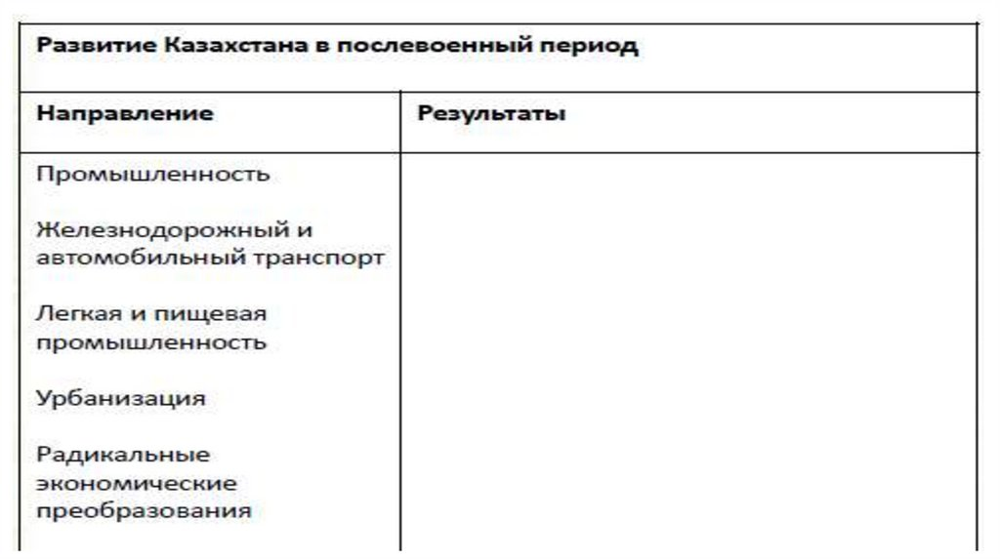 Развитие Казахстана в послевоенный период
Направление
Результаты
Промышленность
Железнодорожный и
автомобильный транспорт
Легкая и пищевая
промышленность
Урбанизация
Радикальные
экономические
преобразования